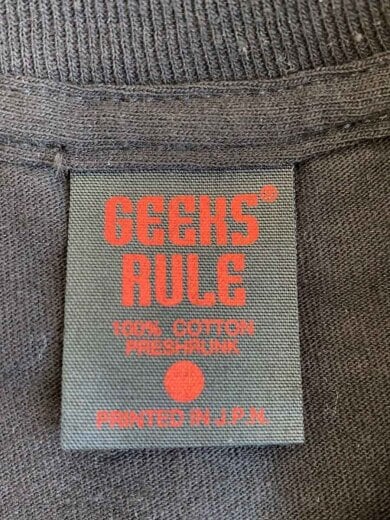 GEEKS®
RULE
100% COTTON
PRESHRUNK
PRINTED IN J.P.N.